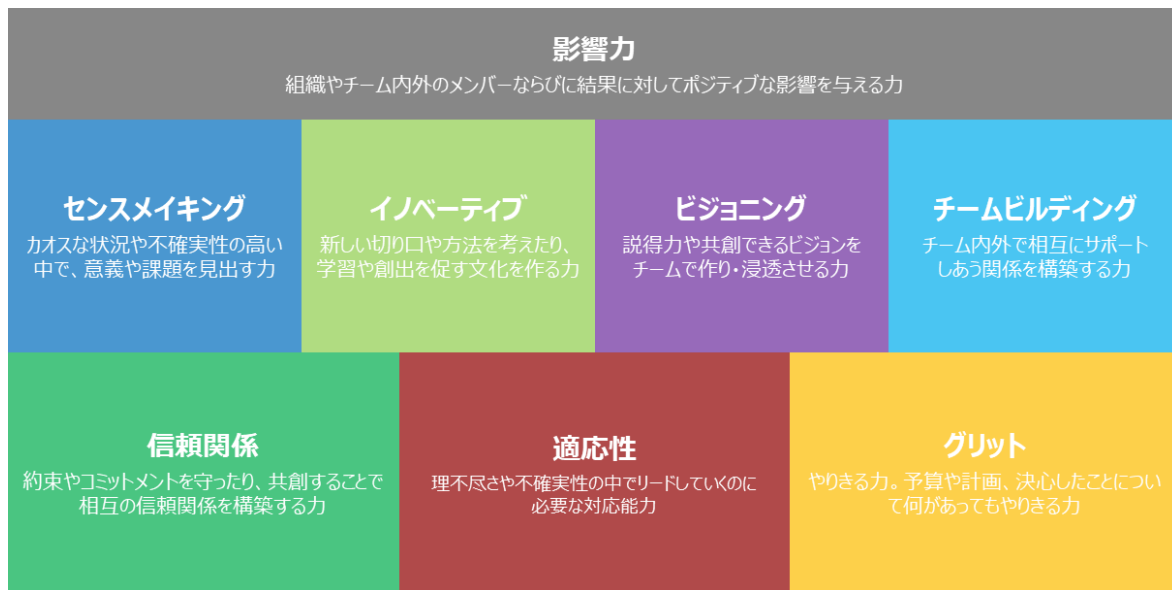 影響力
組織やチーム内外のメンバーならびに結果に対してポジティブな影響を与える力
センスメイキング
カオスな状況や不確実性の高い
中で、意義や課題を見出す力
イノベーティブ
新しい切り口や方法を考えたり、
学習や創出を促す文化を作る力
ビジョニング
説得力や共創できるビジョンを
チームで作り・浸透させる力
チームビルディング
チーム内外で相互にサポート
しあう関係を構築する力
信頼関係
約束やコミットメントを守ったり、共創することで
相互の信頼関係を構築する力
適応性
理不尽さや不確実性の中でリードしていくのに
必要な対応能力
グリット
やりきる力。予算や計画、決心したことについ
て何があってもやりきる力